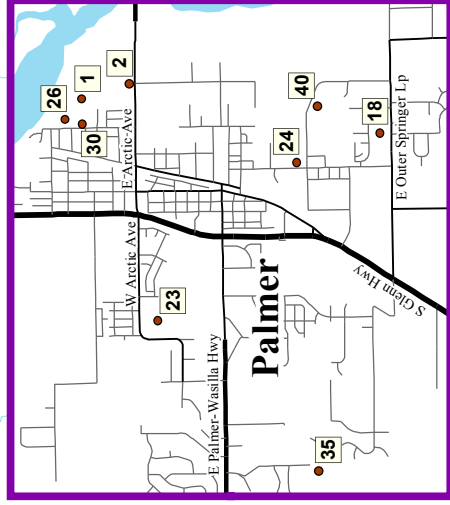 26
1
2
30
E Arctic Ave
40
24
18
E Outer Springer Lp
W Arctic Ave
23
S Glenn Hwy
Palmer
E Palmer-Wasilla Hwy
35